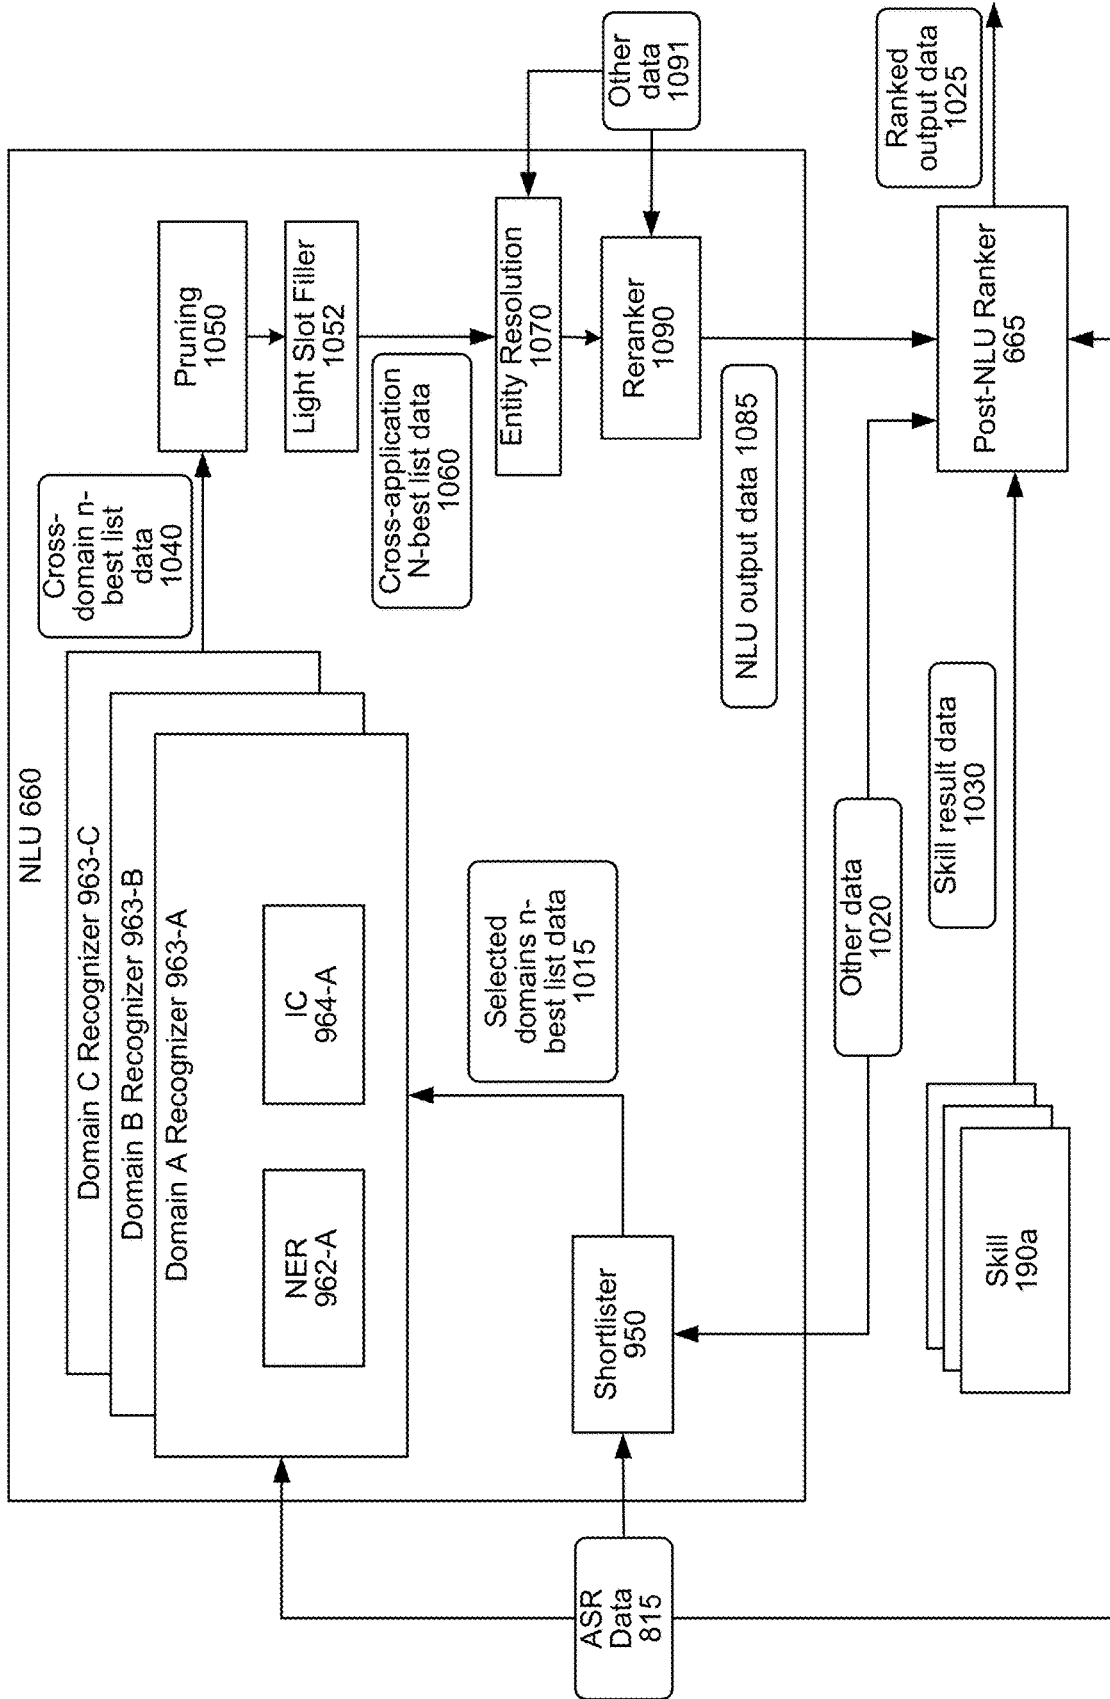 NLU 660
Domain C Recognizer 963-C
Domain B Recognizer 963-B
Domain A Recognizer 963-A
NER
962-A
IC
964-A
Cross-
domain n-
best list
data
1040
Pruning
1050
Light Slot Filler
1052
Cross-application
N-best list data
1060
Entity Resolution
1070
Other
data
1091
Reranker
1090
ASR
Data
815
Shortlister
950
Selected
domains n-
best list data
1015
NLU output data 1085
Other data
1020
Skill
190a
Skill result data
1030
Post-NLU Ranker
665
Ranked
output data
1025